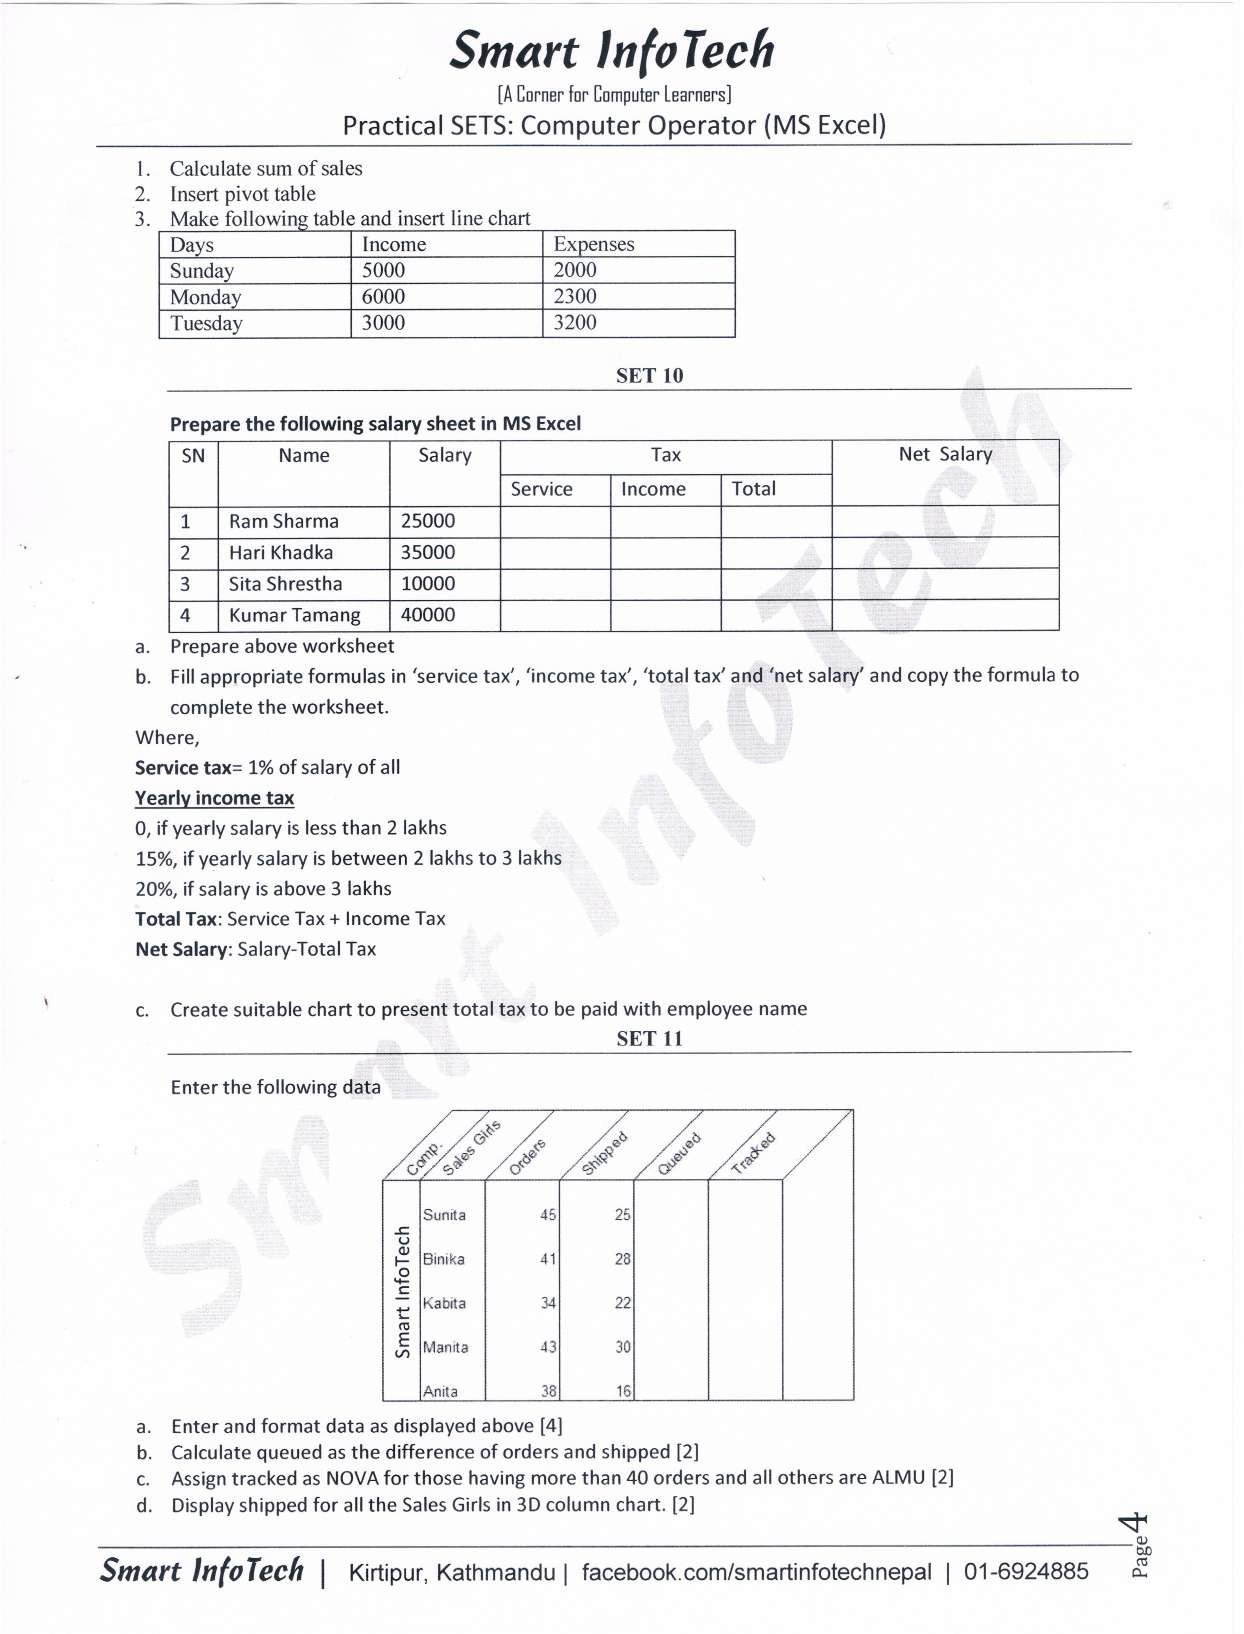 Smart InfoTech
[A Corner for Computer Learners]
Practical SETS: Computer Operator (MS Excel)
1. Calculate sum of sales
2. Insert pivot table
3. Make following table and insert line chart
Days Income Expenses
Sunday 5000 2000
Monday 6000 2300
Tuesday 3000 3200
SET 10
Prepare the following salary sheet in MS Excel
SN Name Salary Tax Net Salary
Service Income Total
1 Ram Sharma 25000
2 Hari Khadka 35000
3 Sita Shrestha 10000
4 Kumar Tamang 40000
a. Prepare above worksheet
b. Fill appropriate formulas in ‘service tax’, ‘income tax’, ‘total tax’ and ‘net salary’ and copy the formula to
complete the worksheet.
Where,
Service tax= 1% of salary of all
Yearly income tax
0, if yearly salary is less than 2 lakhs
15%, if yearly salary is between 2 lakhs to 3 lakhs
20%, if salary is above 3 lakhs
Total Tax: Service Tax + Income Tax
Net Salary: Salary-Total Tax
c. Create suitable chart to present total tax to be paid with employee name
SET 11
Enter the following data
Comp. Sales Girls Orders Shipped Queued Tracked
Smart InfoTech
Sunita 45 25
Binika 41 28
Kabita 34 22
Manita 43 30
Anita 38 16
a. Enter and format data as displayed above [4]
b. Calculate queued as the difference of orders and shipped [2]
c. Assign tracked as NOVA for those having more than 40 orders and all others are ALMU [2]
d. Display shipped for all the Sales Girls in 3D column chart. [2]
Smart InfoTech | Kirtipur, Kathmandu | facebook.com/smartinfotechnepal | 01-6924885
Page 4
Smart InfoTech